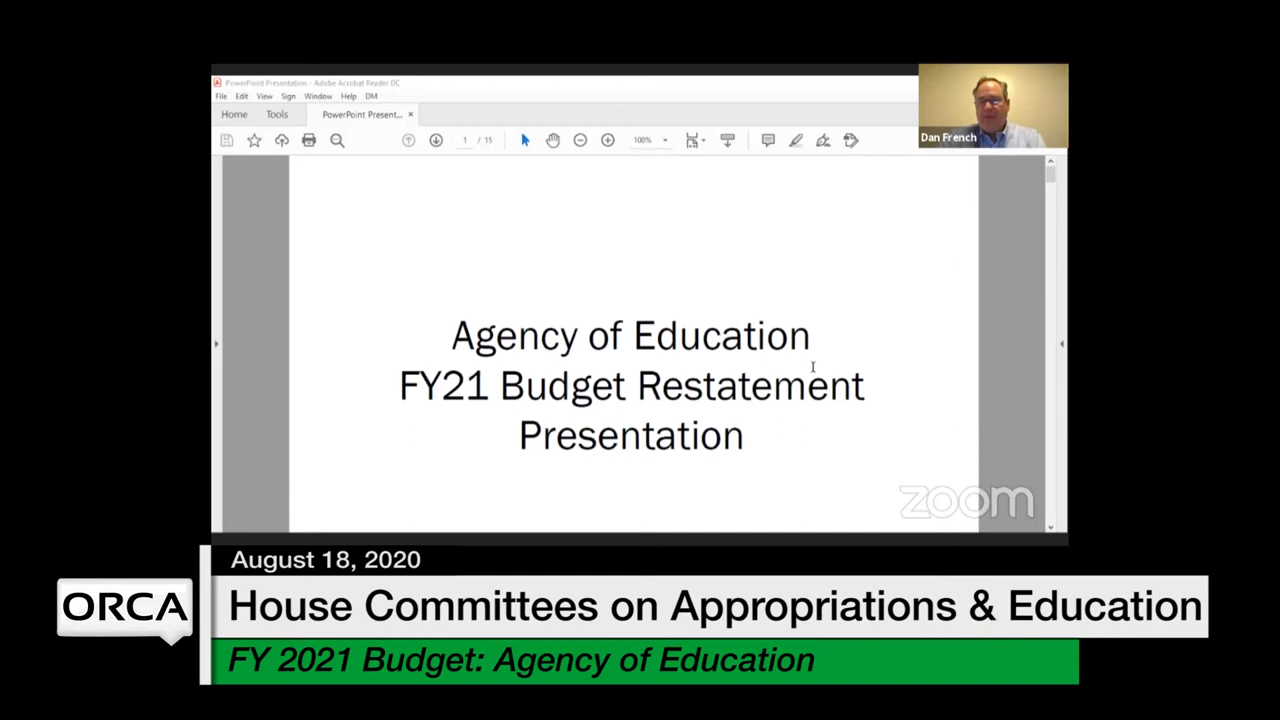 PowerPoint Presentation - Adobe Acrobat Reader DC
File Edit View Sign Window Help DM
Home Tools PowerPoint Present... ×
1 / 15 100%
Dan French
Agency of Education
FY21 Budget Restatement
Presentation
zoom
August 18, 2020
ORCA
House Committees on Appropriations & Education
FY 2021 Budget: Agency of Education